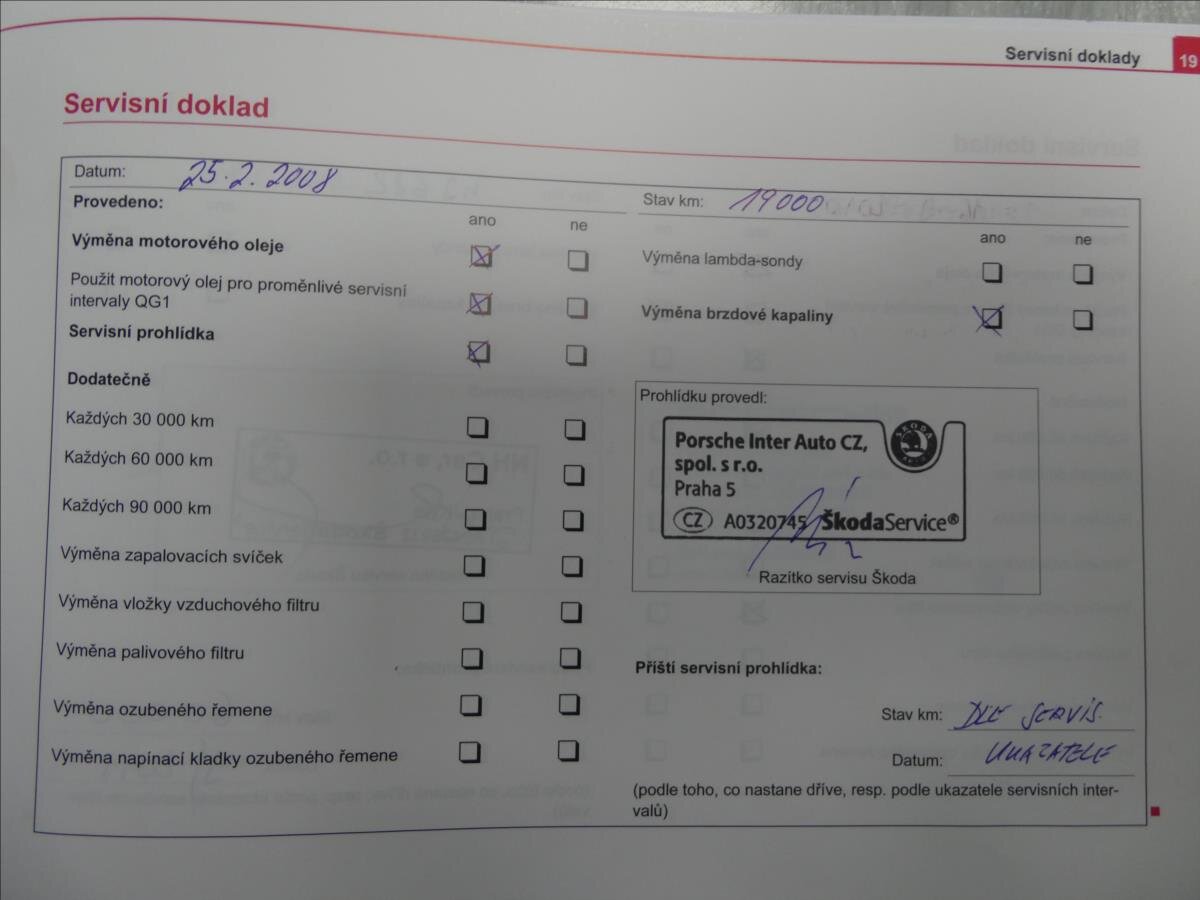 Servisní doklady 19
Servisní doklad
Datum: 25.2.2008
Provedeno:
ano ne
Výměna motorového oleje
Použit motorový olej pro proměnlivé servisní
intervaly QG1
Servisní prohlídka
Dodatečně
Každých 30 000 km
Každých 60 000 km
Každých 90 000 km
Výměna zapalovacích svíček
Výměna vložky vzduchového filtru
Výměna palivového filtru
Výměna ozubeného řemene
Výměna napínací kladky ozubeného řemene
Stav km: 19000
ano ne
Výměna lambda-sondy
Výměna brzdové kapaliny
Prohlídku provedl:
Porsche Inter Auto CZ,
spol. s r.o.
Praha 5
CZ A0320745 ŠkodaService®
Razítko servisu Škoda
Příští servisní prohlídka:
Stav km: DLE SERVIS.
Datum: UKAZATELE
(podle toho, co nastane dříve, resp. podle ukazatele servisních inter-
valů)